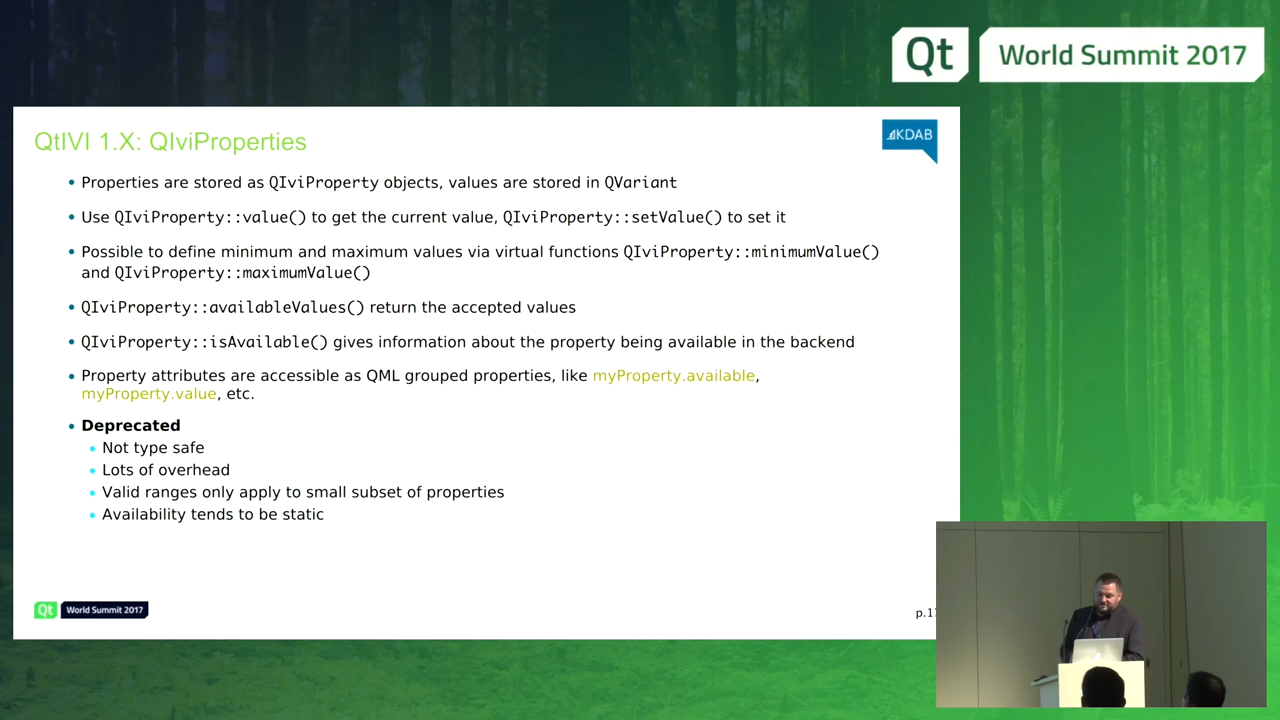 Qt World Summit 2017
QtIVI 1.X: QIviProperties
KDAB
• Properties are stored as QIviProperty objects, values are stored in QVariant
• Use QIviProperty::value() to get the current value, QIviProperty::setValue() to set it
• Possible to define minimum and maximum values via virtual functions QIviProperty::minimumValue()
and QIviProperty::maximumValue()
• QIviProperty::availableValues() return the accepted values
• QIviProperty::isAvailable() gives information about the property being available in the backend
• Property attributes are accessible as QML grouped properties, like myProperty.available,
myProperty.value, etc.
• Deprecated
• Not type safe
• Lots of overhead
• Valid ranges only apply to small subset of properties
• Availability tends to be static
Qt World Summit 2017